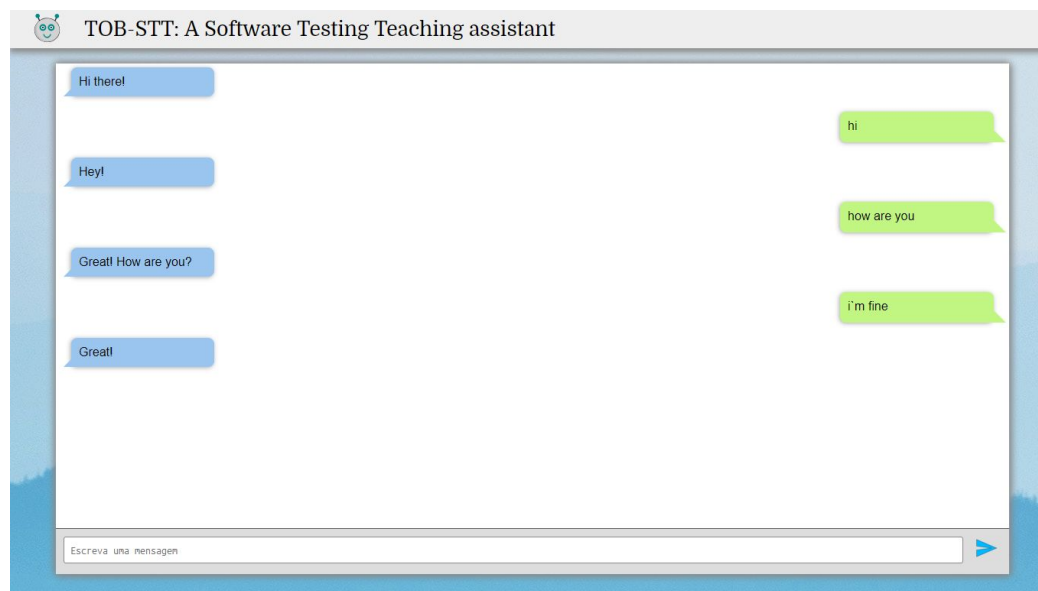 TOB-STT: A Software Testing Teaching assistant
Hi there!
hi
Hey!
how are you
Great! How are you?
i`m fine
Great!
Escreva uma mensagem